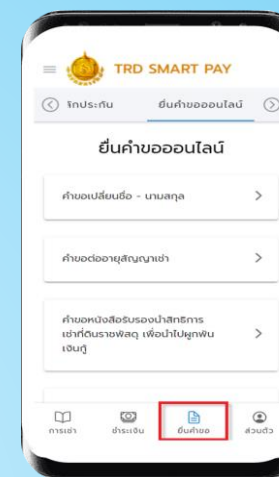 TRD SMART PAY
ริกประกัน ยื่นคำขอออนไลน์
ยื่นคำขอออนไลน์
คำขอเปลี่ยนชื่อ - นามสกุล
คำขอต่ออายุสัญญาเช่า
คำขอหนังสือรับรองนำสิทธิการ
เช่าที่ดินราชพัสดุ เพื่อนำไปผูกพัน
เงินกู้
การเช่า ชำระเงิน ยื่นคำขอ ส่วนตัว